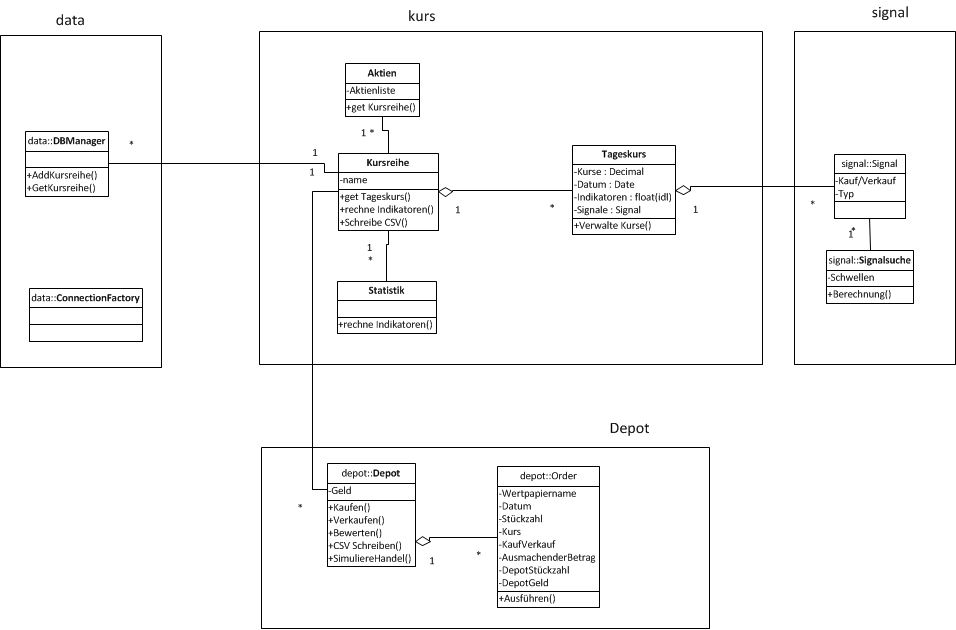 data
kurs
signal
data::DBManager
+AddKursreihe()
+GetKursreihe()
*
1
1
data::ConnectionFactory
Aktien
-Aktienliste
+get Kursreihe()
1 *
Kursreihe
-name
+get Tageskurs()
+rechne Indikatoren()
+Schreibe CSV()
1
*
1
*
Statistik
+rechne Indikatoren()
Tageskurs
-Kurse : Decimal
-Datum : Date
-Indikatoren : float(idl)
-Signale : Signal
+Verwalte Kurse()
1
*
signal::Signal
-Kauf/Verkauf
-Typ
1 *
signal::Signalsuche
-Schwellen
+Berechnung()
Depot
depot::Depot
-Geld
+Kaufen()
+Verkaufen()
+Bewerten()
+CSV Schreiben()
+SimuliereHandel()
*
1
*
depot::Order
-Wertpapiername
-Datum
-Stückzahl
-Kurs
-KaufVerkauf
-AusmachenderBetrag
-DepotStückzahl
-DepotGeld
+Ausführen()